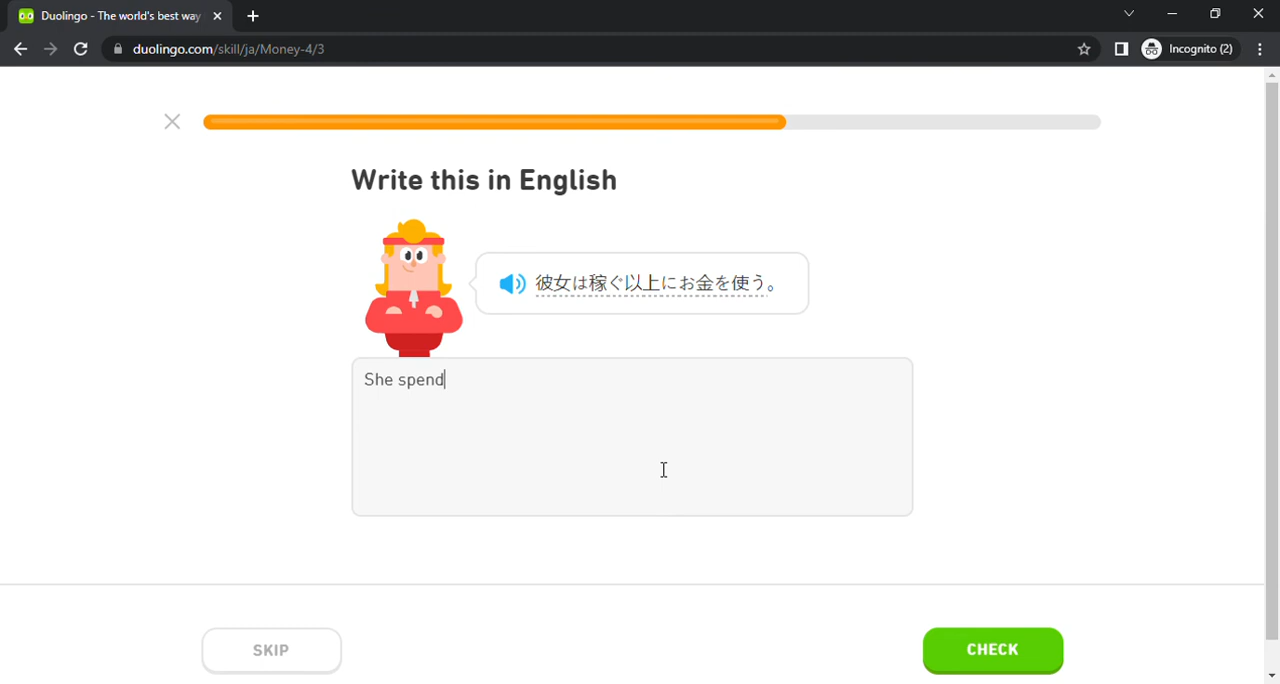 Duolingo - The world's best way
duolingo.com/skill/ja/Money-4/3
Incognito (2)
Write this in English
彼女は稼ぐ以上にお金を使う。
She spend
SKIP
CHECK